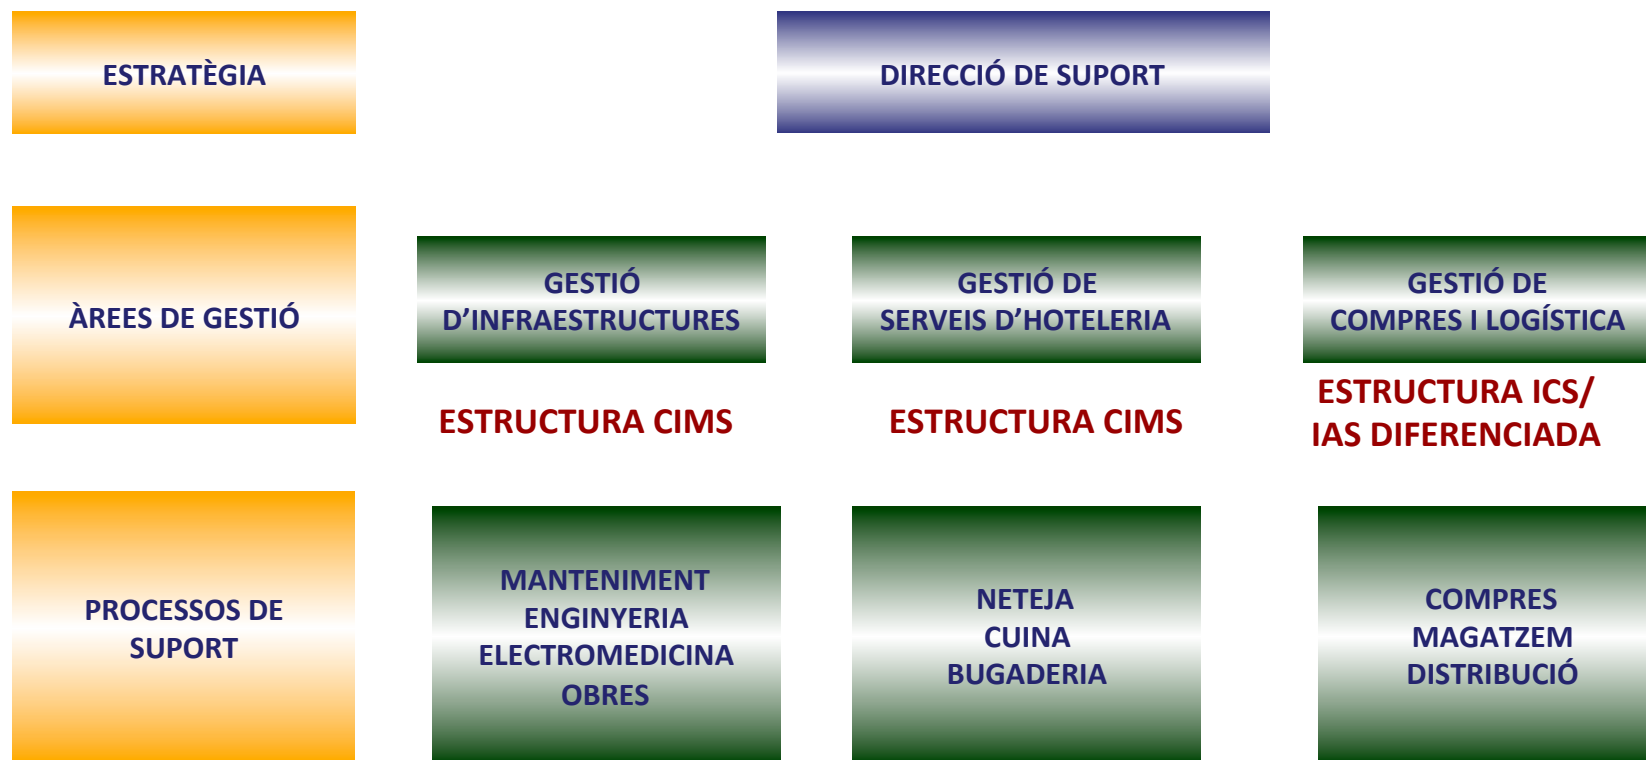 ESTRATÈGIA
DIRECCIÓ DE SUPORT
ÀREES DE GESTIÓ
GESTIÓ
D’INFRAESTRUCTURES
GESTIÓ DE
SERVEIS D’HOTELERIA
GESTIÓ DE
COMPRES I LOGÍSTICA
ESTRUCTURA CIMS
ESTRUCTURA CIMS
ESTRUCTURA ICS/
IAS DIFERENCIADA
PROCESSOS DE
SUPORT
MANTENIMENT
ENGINYERIA
ELECTROMEDICINA
OBRES
NETEJA
CUINA
BUGADERIA
COMPRES
MAGATZEM
DISTRIBUCIÓ